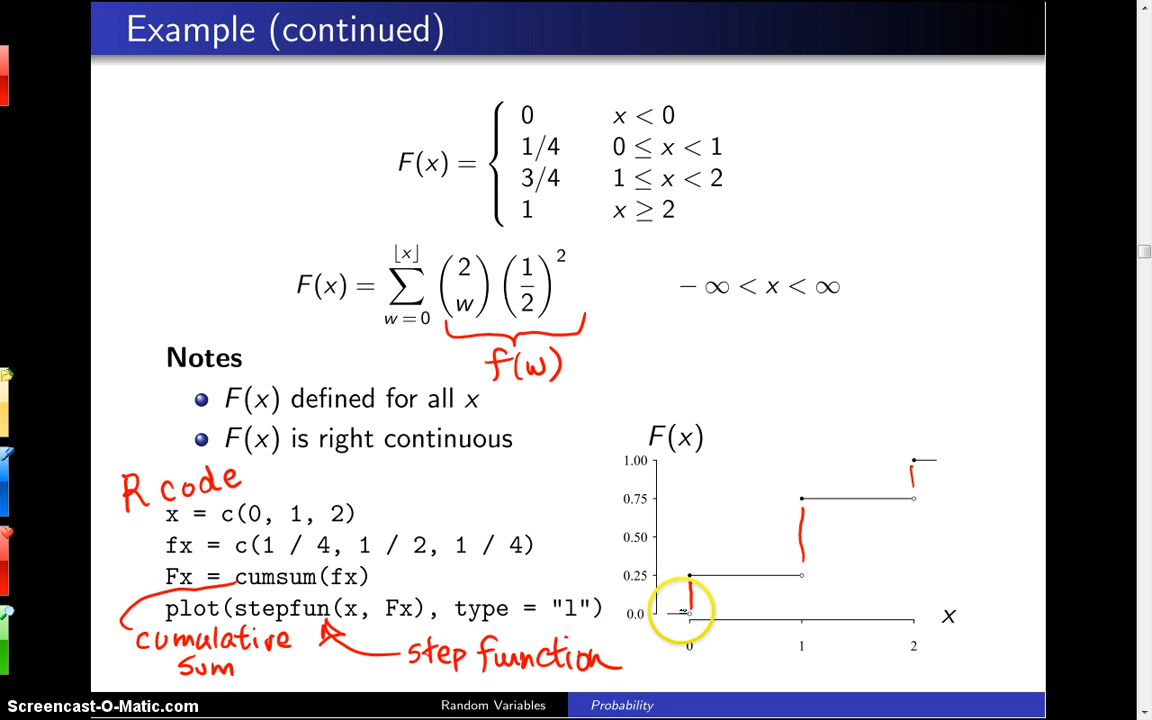 Example (continued)
F(x) = { 0 x < 0
1/4 0 ≤ x < 1
3/4 1 ≤ x < 2
1 x ≥ 2
F(x) = ∑_{w=0}^{⌊x⌋} (2 w) (1/2)^2 − ∞ < x < ∞
f(w)
Notes
F(x) defined for all x
F(x) is right continuous
R code
x = c(0, 1, 2)
fx = c(1 / 4, 1 / 2, 1 / 4)
Fx = cumsum(fx)
plot(stepfun(x, Fx), type = "l")
cumulative
sum
step function
F(x)
1.00
0.75
0.50
0.25
0.0
x
0 1 2
Screencast-O-Matic.com
Random Variables Probability